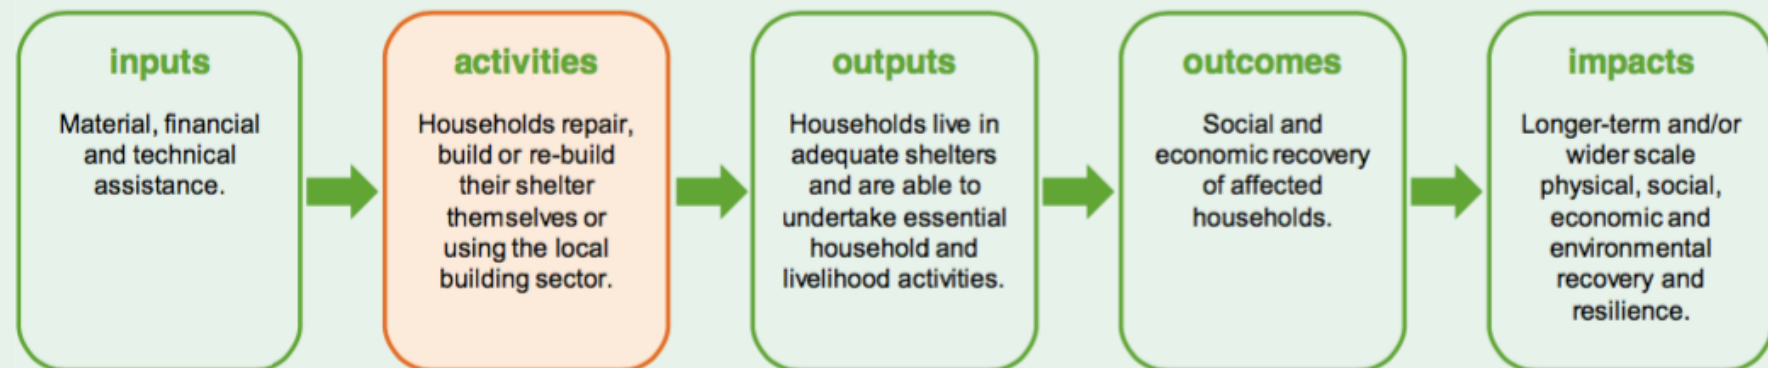 inputs
Material, financial
and technical
assistance.
activities
Households repair,
build or re-build
their shelter
themselves or
using the local
building sector.
outputs
Households live in
adequate shelters
and are able to
undertake essential
household and
livelihood activities.
outcomes
Social and
economic recovery
of affected
households.
impacts
Longer-term and/or
wider scale
physical, social,
economic and
environmental
recovery and
resilience.